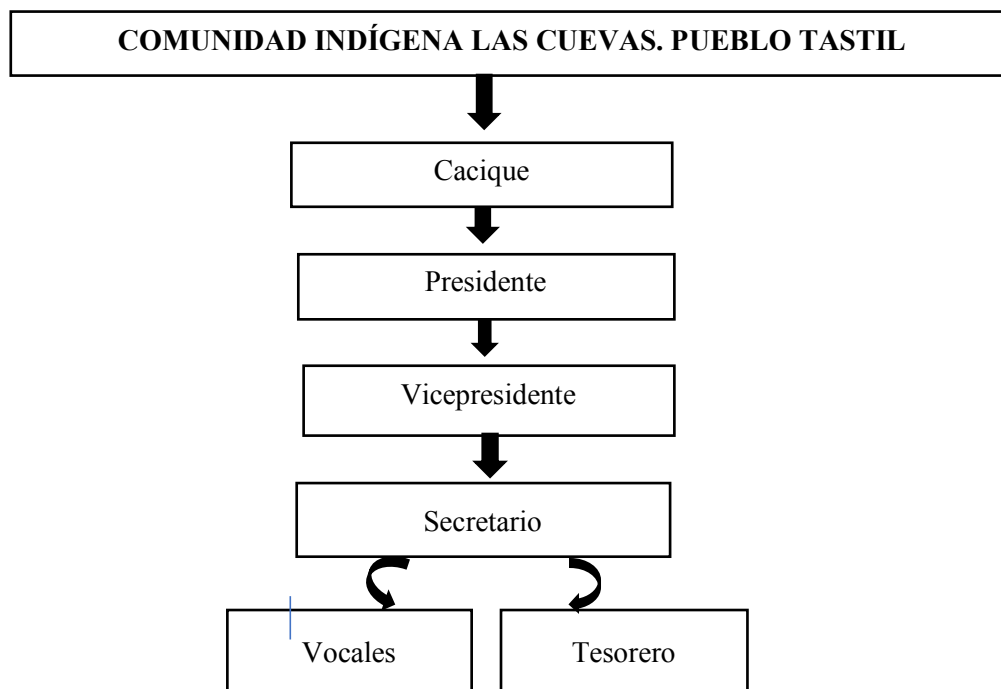 COMUNIDAD INDÍGENA LAS CUEVAS. PUEBLO TASTIL
Cacique
Presidente
Vicepresidente
Secretario
Vocales
Tesorero